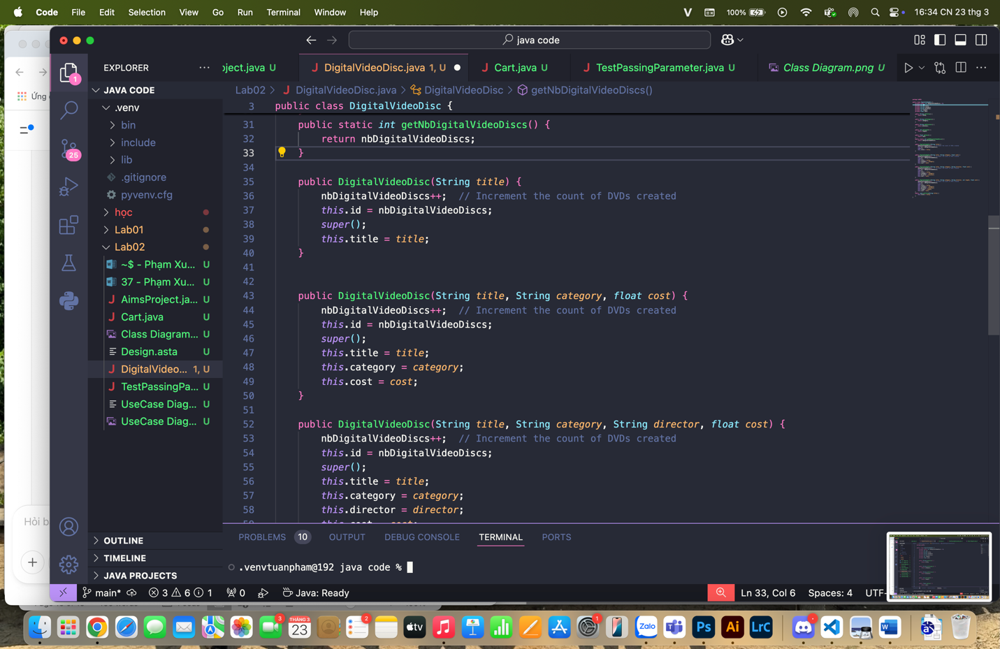 Code File Edit Selection View Go Run Terminal Window Help
V 100% 16:34 CN 23 thg 3
java code
EXPLORER
JAVA CODE
.venv
bin
include
lib
.gitignore
pyvenv.cfg
học
Lab01
Lab02
~$ - Phạm Xu... U
37 - Phạm Xu... U
AimsProject.ja... U
Cart.java U
Class Diagram... U
Design.asta U
DigitalVideo... 1, U
TestPassingPa... U
UseCase Diag... U
UseCase Diag... U
OUTLINE
TIMELINE
JAVA PROJECTS
1
25
Ứng
Hỏi b
oject.java U DigitalVideoDisc.java 1, U Cart.java U TestPassingParameter.java U Class Diagram.png U
Lab02 > DigitalVideoDisc.java > DigitalVideoDisc > getNbDigitalVideoDiscs()
3 public class DigitalVideoDisc {
31 public static int getNbDigitalVideoDiscs() {
32 return nbDigitalVideoDiscs;
33 }
34
35 public DigitalVideoDisc(String title) {
36 nbDigitalVideoDiscs++; // Increment the count of DVDs created
37 this.id = nbDigitalVideoDiscs;
38 super();
39 this.title = title;
40 }
41
42
43 public DigitalVideoDisc(String title, String category, float cost) {
44 nbDigitalVideoDiscs++; // Increment the count of DVDs created
45 this.id = nbDigitalVideoDiscs;
46 super();
47 this.title = title;
48 this.category = category;
49 this.cost = cost;
50 }
51
52 public DigitalVideoDisc(String title, String category, String director, float cost) {
53 nbDigitalVideoDiscs++; // Increment the count of DVDs created
54 this.id = nbDigitalVideoDiscs;
55 super();
56 this.title = title;
57 this.category = category;
58 this.director = director;
PROBLEMS 10 OUTPUT DEBUG CONSOLE TERMINAL PORTS
.venvtuanpham@192 java code %
main* 3 6 1 0 Java: Ready Ln 33, Col 6 Spaces: 4 UTF-
3 THÁNG 3 23 2 tv 1 Zalo Ps Ai LrC W